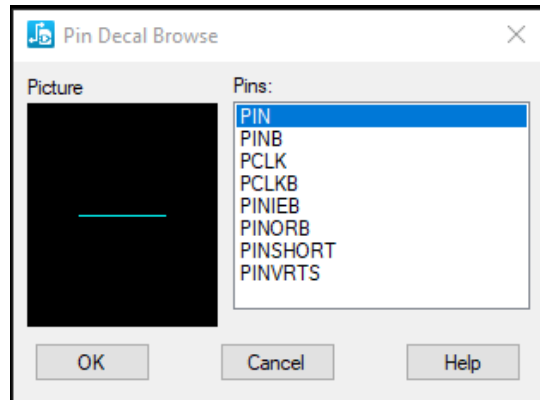 Pin Decal Browse
Picture
Pins:
PIN
PINB
PCLK
PCLKB
PINIEB
PINORB
PINSHORT
PINVRTS
OK
Cancel
Help